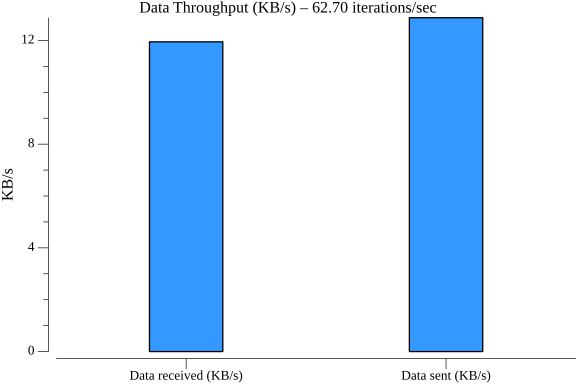 Data Throughput (KB/s) – 62.70 iterations/sec
12
8
4
0
KB/s
Data received (KB/s)
Data sent (KB/s)